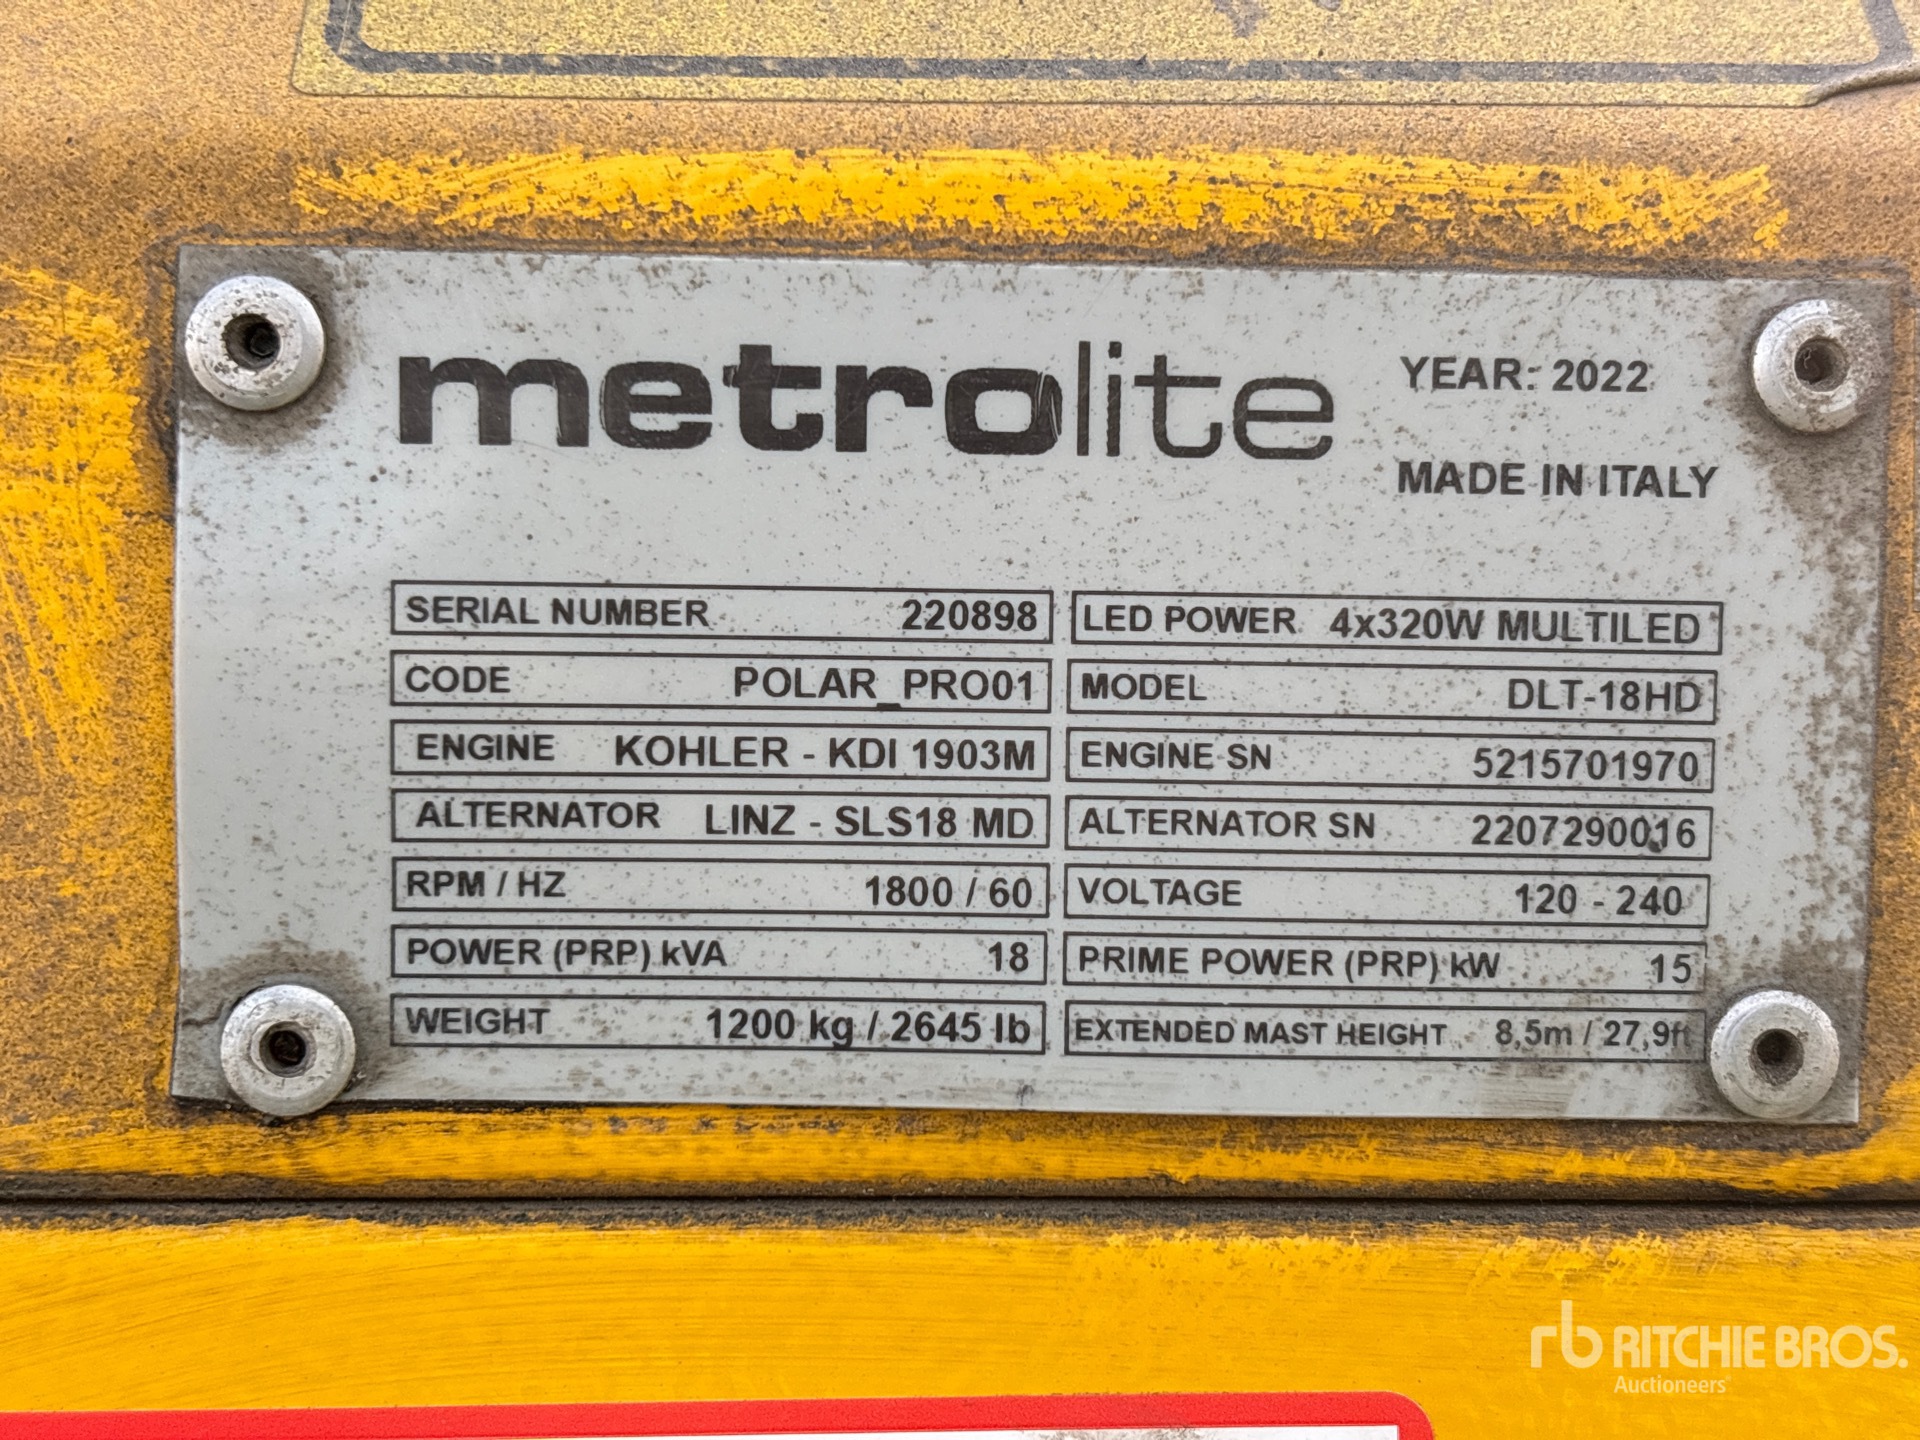 metrolite
YEAR: 2022
MADE IN ITALY
SERIAL NUMBER 220898
LED POWER 4x320W MULTILED
CODE POLAR_PRO01
MODEL DLT-18HD
ENGINE KOHLER - KDI 1903M
ENGINE SN 5215701970
ALTERNATOR LINZ - SLS18 MD
ALTERNATOR SN 2207290016
RPM / HZ 1800 / 60
VOLTAGE 120 - 240
POWER (PRP) kVA 18
PRIME POWER (PRP) kW 15
WEIGHT 1200 kg / 2645 lb
EXTENDED MAST HEIGHT 8,5m / 27,9ft
rb RITCHIE BROS.
Auctioneers